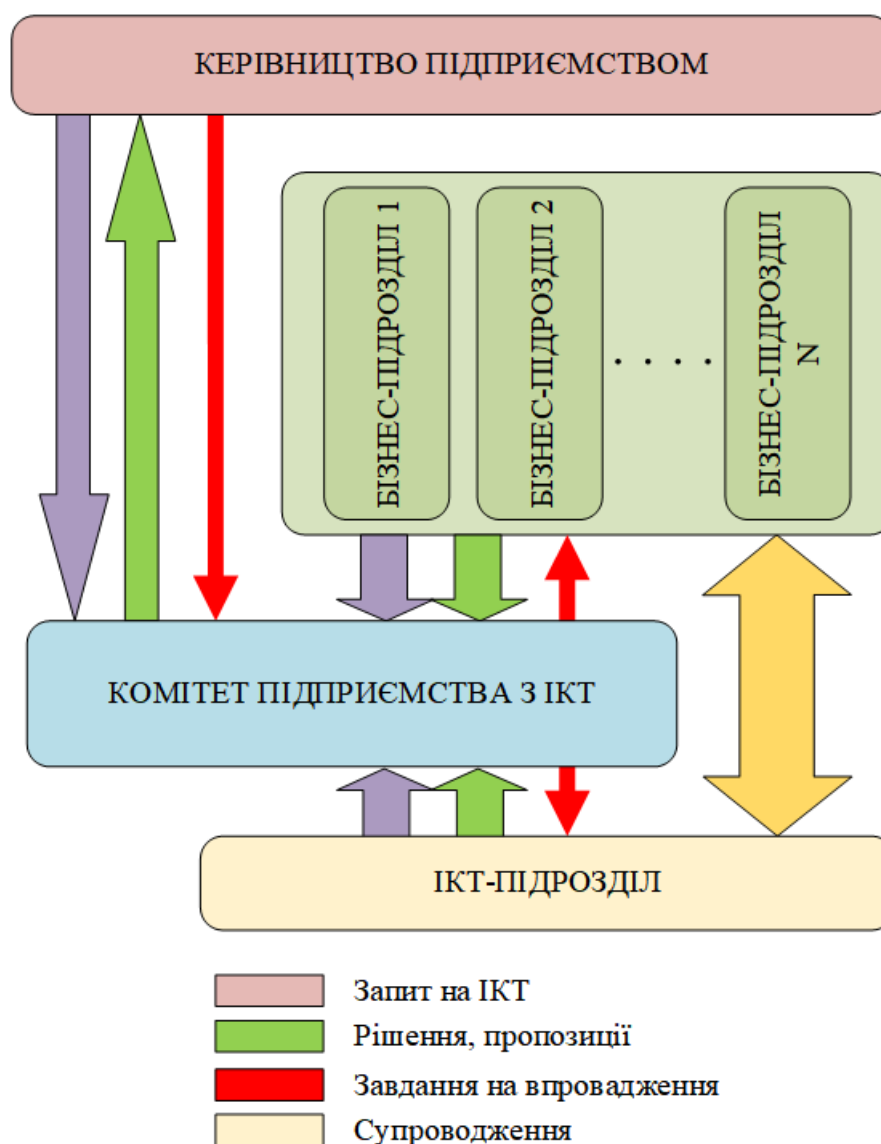 КЕРІВНИЦТВО ПІДПРИЄМСТВОМ
БІЗНЕС-ПІДРОЗДІЛ 1
БІЗНЕС-ПІДРОЗДІЛ 2
. . . .
БІЗНЕС-ПІДРОЗДІЛ
N
КОМІТЕТ ПІДПРИЄМСТВА З ІКТ
ІКТ-ПІДРОЗДІЛ
Запит на ІКТ
Рішення, пропозиції
Завдання на впровадження
Супроводження